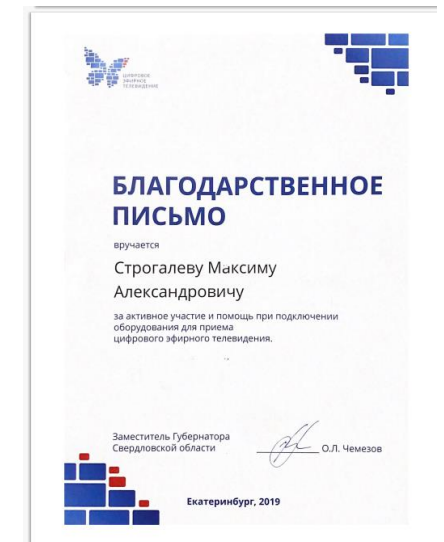 ЦИФРОВОЕ
ЭФИРНОЕ
ТЕЛЕВИДЕНИЕ
БЛАГОДАРСТВЕННОЕ
ПИСЬМО
вручается
Строгалеву Максиму
Александровичу
за активное участие и помощь при подключении
оборудования для приема
цифрового эфирного телевидения.
Заместитель Губернатора
Свердловской области
О.Л. Чемезов
Екатеринбург, 2019